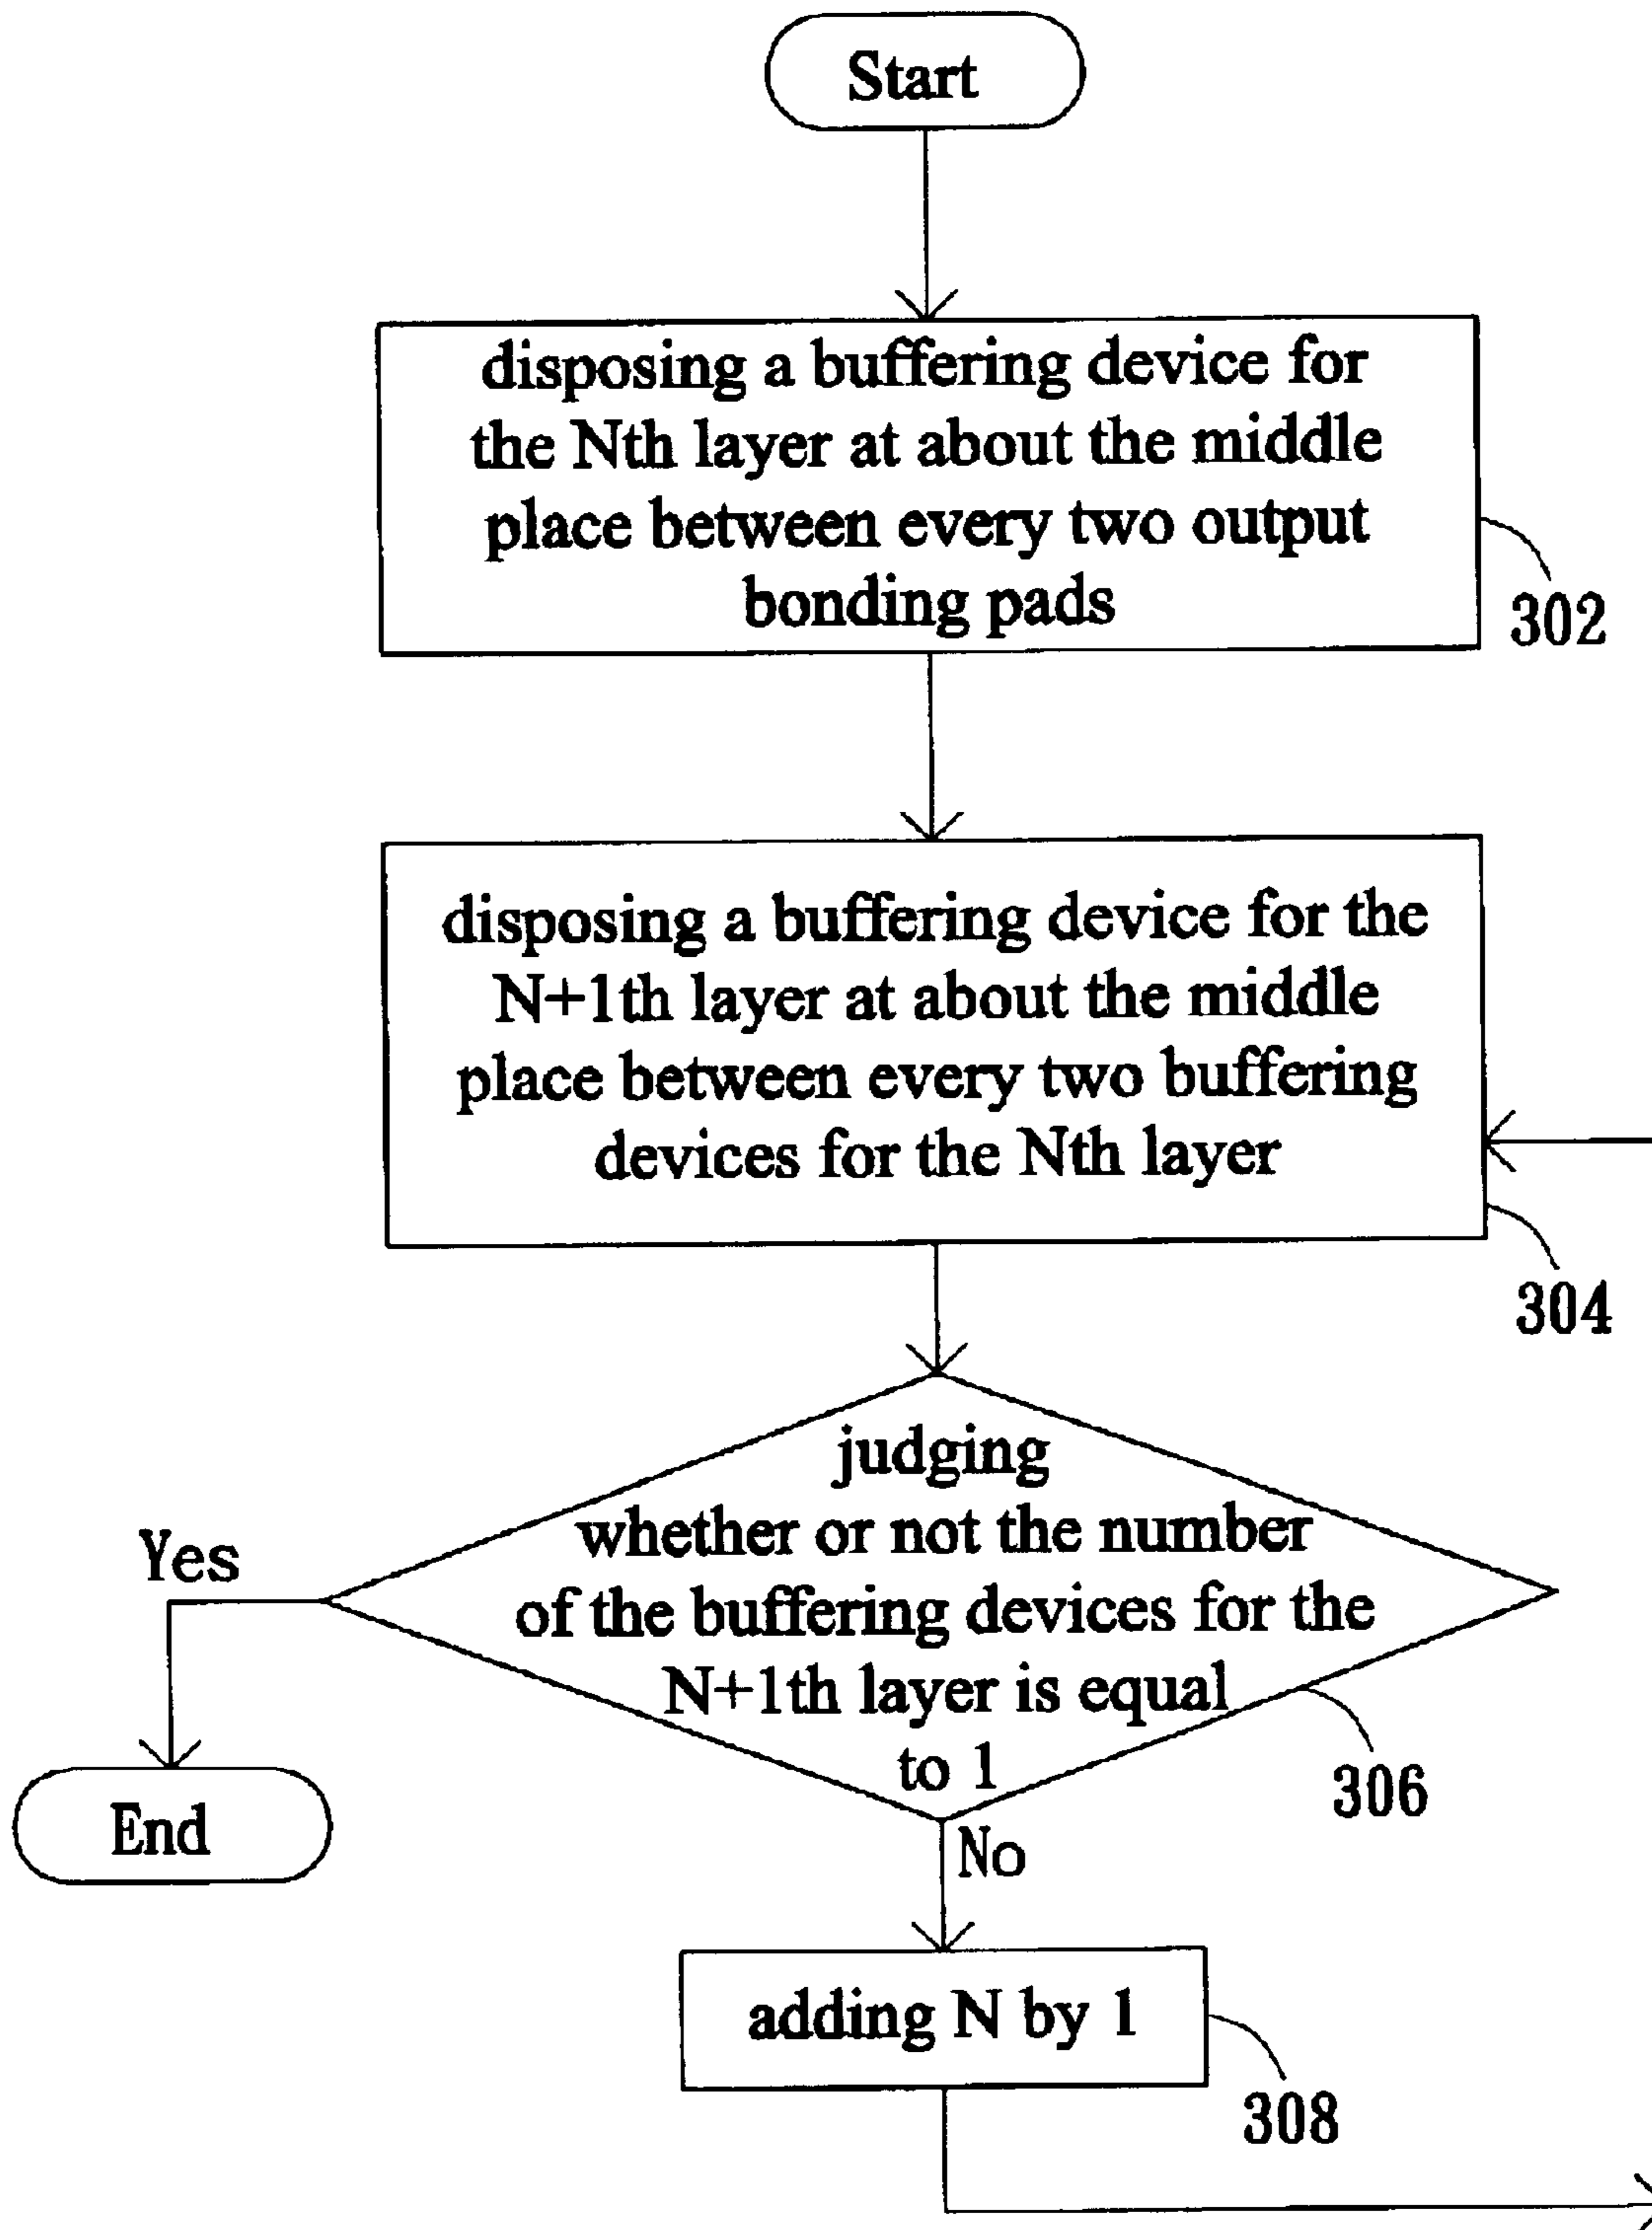 Start
disposing a buffering device for
the Nth layer at about the middle
place between every two output
bonding pads
302
disposing a buffering device for the
N+1th layer at about the middle
place between every two buffering
devices for the Nth layer
304
judging
whether or not the number
of the buffering devices for the
N+1th layer is equal
to 1
306
Yes
End
No
adding N by 1
308